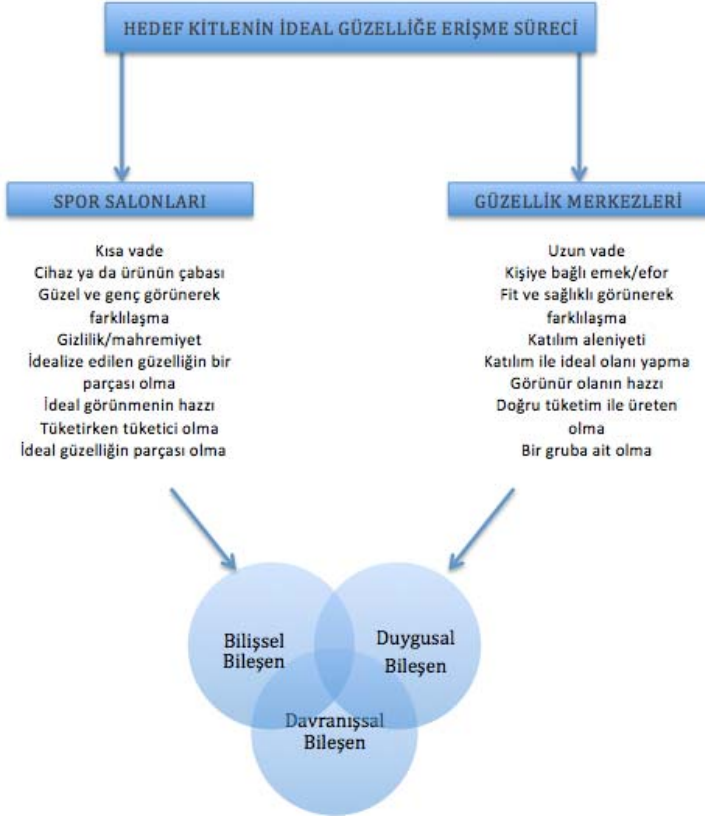 HEDEF KİTLENİN İDEAL GÜZELLİĞE ERİŞME SÜRECİ
SPOR SALONLARI
Kısa vade
Cihaz ya da ürünün çabası
Güzel ve genç görünerek
farklılaşma
Gizlilik/mahremiyet
İdealize edilen güzelliğin bir
parçası olma
İdeal görünmenin hazzı
Tüketirken tüketici olma
İdeal güzelliğin parçası olma
GÜZELLİK MERKEZLERİ
Uzun vade
Kişiye bağlı emek/efor
Fit ve sağlıklı görünerek
farklılaşma
Katılım aleniyeti
Katılım ile ideal olanı yapma
Görünür olanın hazzı
Doğru tüketim ile üreten
olma
Bir gruba ait olma
Bilişsel
Bileşen
Duygusal
Bileşen
Davranışsal
Bileşen